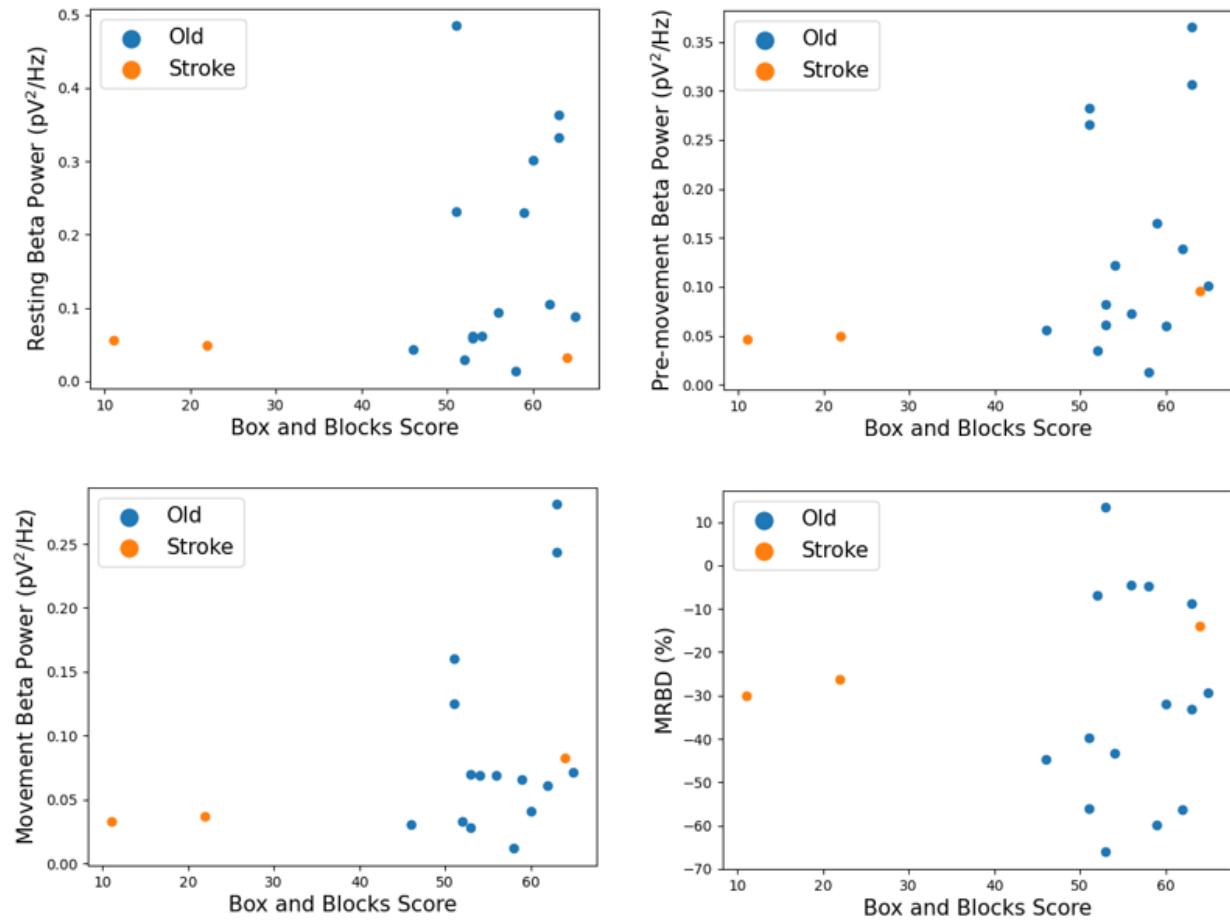 Resting Beta Power (pV²/Hz)
0.5
0.4
0.3
0.2
0.1
0.0
Old
Stroke
10 20 30 40 50 60
Box and Blocks Score
Pre-movement Beta Power (pV²/Hz)
0.35
0.30
0.25
0.20
0.15
0.10
0.05
0.00
Old
Stroke
10 20 30 40 50 60
Box and Blocks Score
Movement Beta Power (pV²/Hz)
0.25
0.20
0.15
0.10
0.05
0.00
Old
Stroke
10 20 30 40 50 60
Box and Blocks Score
MRBD (%)
10
0
−10
−20
−30
−40
−50
−60
−70
Old
Stroke
10 20 30 40 50 60
Box and Blocks Score